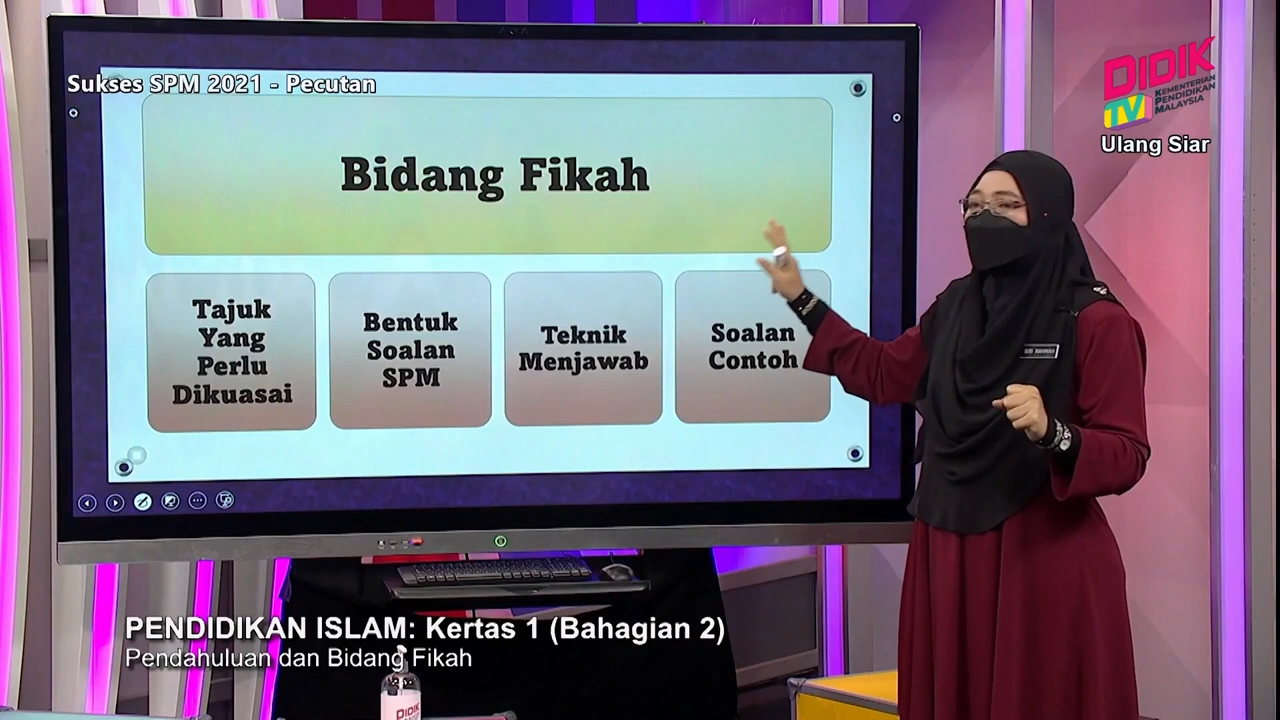 Sukses SPM 2021 - Pecutan
DIDIK
TV
KEMENTERIAN
PENDIDIKAN
MALAYSIA
Ulang Siar
Bidang Fikah
Tajuk
Yang
Perlu
Dikuasai
Bentuk
Soalan
SPM
Teknik
Menjawab
Soalan
Contoh
PENDIDIKAN ISLAM: Kertas 1 (Bahagian 2)
Pendahuluan dan Bidang Fikah
DIDIK